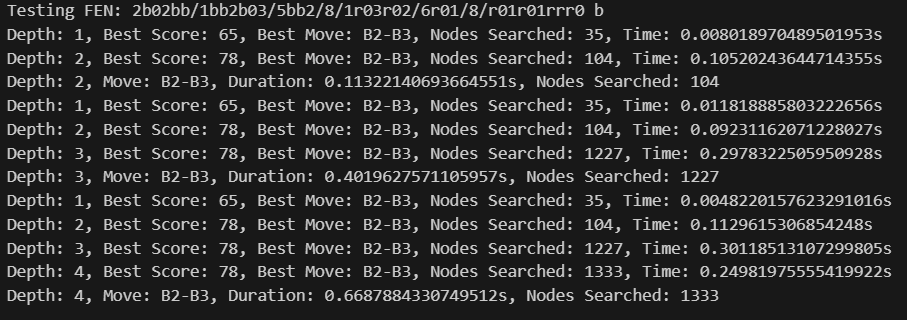 Testing FEN: 2b02bb/1bb2b03/5bb2/8/1r03r02/6r01/8/r01r01rrr0 b
Depth: 1, Best Score: 65, Best Move: B2-B3, Nodes Searched: 35, Time: 0.008018970489501953s
Depth: 2, Best Score: 78, Best Move: B2-B3, Nodes Searched: 104, Time: 0.10520243644714355s
Depth: 2, Move: B2-B3, Duration: 0.11322140693664551s, Nodes Searched: 104
Depth: 1, Best Score: 65, Best Move: B2-B3, Nodes Searched: 35, Time: 0.011818885803222656s
Depth: 2, Best Score: 78, Best Move: B2-B3, Nodes Searched: 104, Time: 0.09231162071228027s
Depth: 3, Best Score: 78, Best Move: B2-B3, Nodes Searched: 1227, Time: 0.2978322505950928s
Depth: 3, Move: B2-B3, Duration: 0.4019627571105957s, Nodes Searched: 1227
Depth: 1, Best Score: 65, Best Move: B2-B3, Nodes Searched: 35, Time: 0.0048220157623291016s
Depth: 2, Best Score: 78, Best Move: B2-B3, Nodes Searched: 104, Time: 0.1129615306854248s
Depth: 3, Best Score: 78, Best Move: B2-B3, Nodes Searched: 1227, Time: 0.30118513107299805s
Depth: 4, Best Score: 78, Best Move: B2-B3, Nodes Searched: 1333, Time: 0.24981975555419922s
Depth: 4, Move: B2-B3, Duration: 0.6687884330749512s, Nodes Searched: 1333